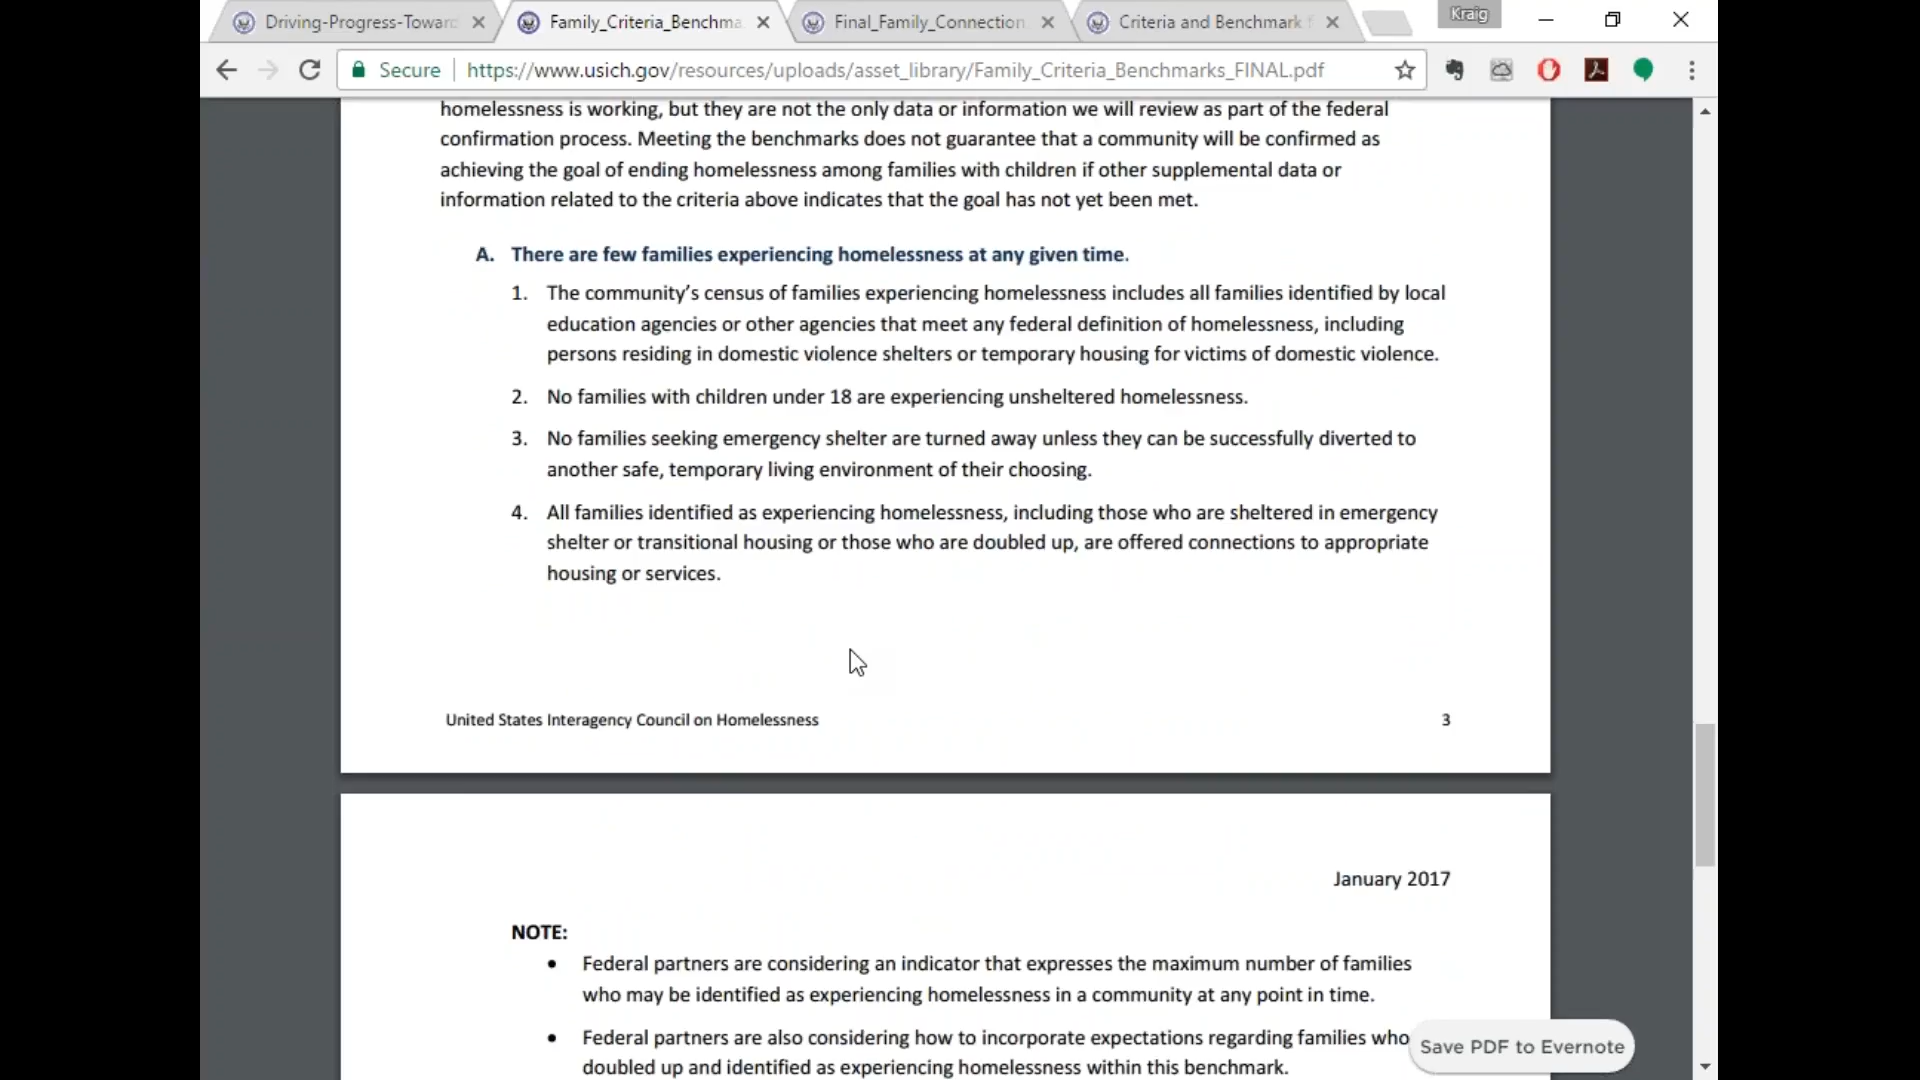 Driving-Progress-Toward
Family_Criteria_Benchma
Final_Family_Connection
Criteria and Benchmark f
Kraig
Secure
https://www.usich.gov/resources/uploads/asset_library/Family_Criteria_Benchmarks_FINAL.pdf
homelessness is working, but they are not the only data or information we will review as part of the federal
confirmation process. Meeting the benchmarks does not guarantee that a community will be confirmed as
achieving the goal of ending homelessness among families with children if other supplemental data or
information related to the criteria above indicates that the goal has not yet been met.
A. There are few families experiencing homelessness at any given time.
1. The community’s census of families experiencing homelessness includes all families identified by local
education agencies or other agencies that meet any federal definition of homelessness, including
persons residing in domestic violence shelters or temporary housing for victims of domestic violence.
2. No families with children under 18 are experiencing unsheltered homelessness.
3. No families seeking emergency shelter are turned away unless they can be successfully diverted to
another safe, temporary living environment of their choosing.
4. All families identified as experiencing homelessness, including those who are sheltered in emergency
shelter or transitional housing or those who are doubled up, are offered connections to appropriate
housing or services.
United States Interagency Council on Homelessness 3
January 2017
NOTE:
• Federal partners are considering an indicator that expresses the maximum number of families
who may be identified as experiencing homelessness in a community at any point in time.
• Federal partners are also considering how to incorporate expectations regarding families who
doubled up and identified as experiencing homelessness within this benchmark.
Save PDF to Evernote